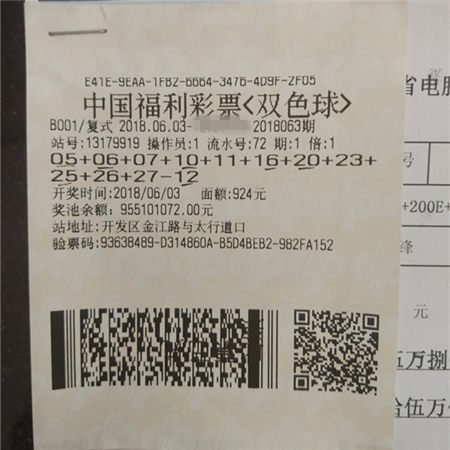 E41E-9EAA-1FB2-6664-3476-4D9F-2F05
中国福利彩票<双色球>
B001/复式 2018.06.03- 2018063期
站号:13179919 操作员:1 流水号:72 期:1 倍:1
05+06+07+10+11+16+20+23+
25+26+27-12
开奖时间:2018/06/03 面额:924元
奖池余额: 955101072.00元
站地址:开发区金江路与太行道口
验票码:93638489-D314860A-B5D4BEB2-982FA152
省电脑
号
+200E+
锋
元
伍万捌
拾伍万